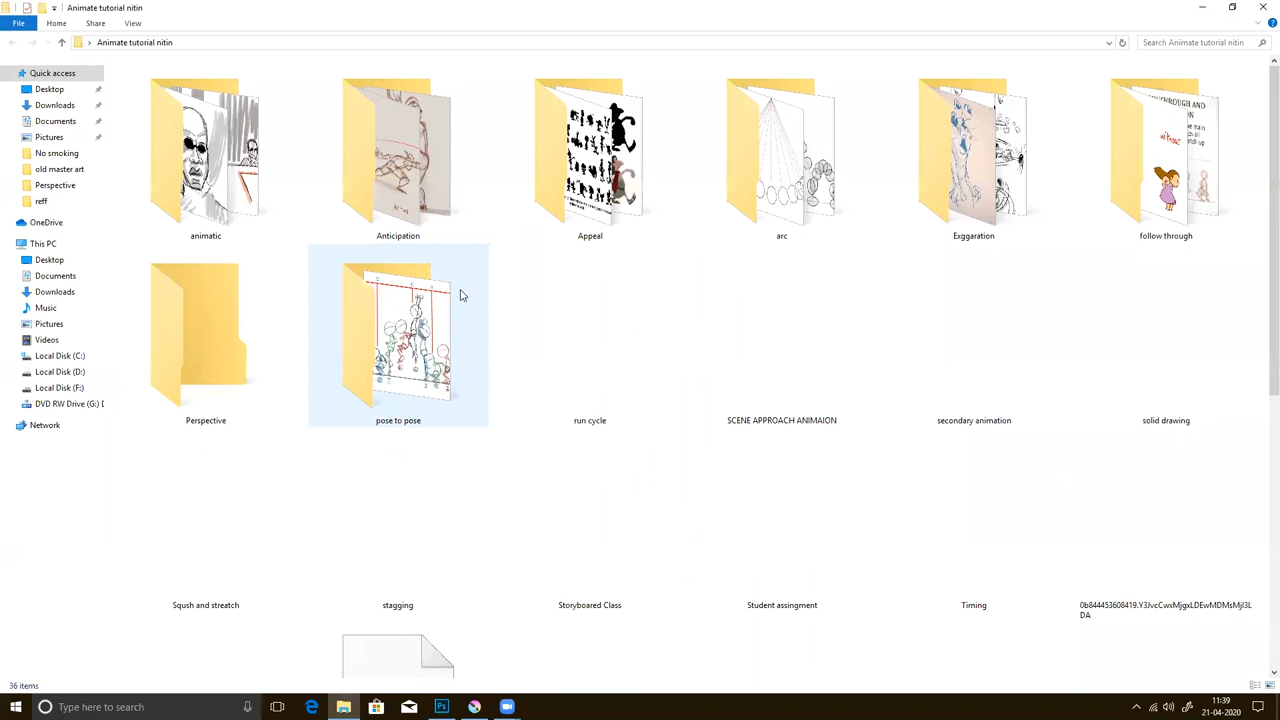 Animate tutorial nitin
File Home Share View
Animate tutorial nitin
Search Animate tutorial nitin
Quick access
Desktop
Downloads
Documents
Pictures
No smoking
old master art
Perspective
reff
OneDrive
This PC
Desktop
Documents
Downloads
Music
Pictures
Videos
Local Disk (C:)
Local Disk (D:)
Local Disk (F:)
DVD RW Drive (G:) D
Network
animatic
Anticipation
Appeal
arc
Exggaration
follow through
Perspective
pose to pose
run cycle
SCENE APPROACH ANIMAION
secondary animation
solid drawing
Sqush and streatch
stagging
Storyboared Class
Student assingment
Timing
36 items
Type here to search
11:39
21-04-2020